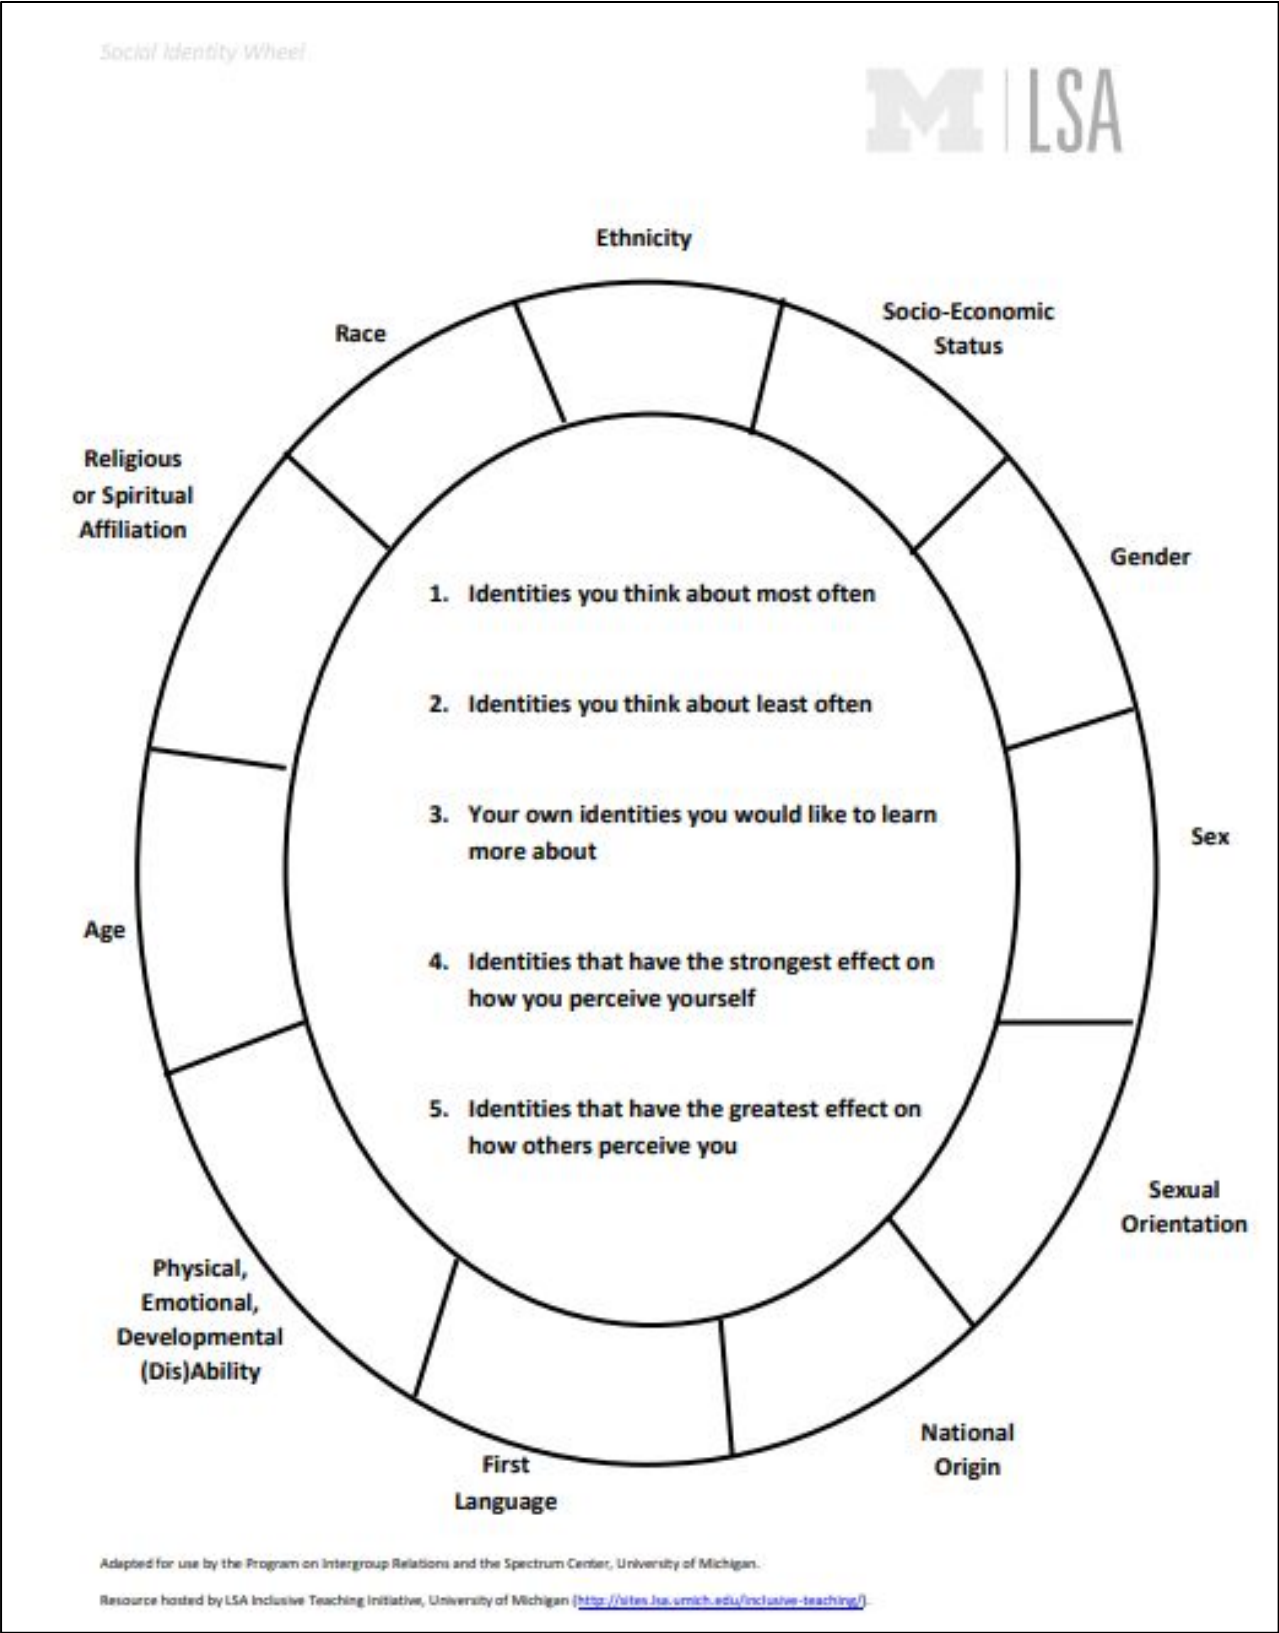 Social Identity Wheel
M | LSA
Ethnicity
Socio-Economic
Status
Race
Religious
or Spiritual
Affiliation
Gender
1. Identities you think about most often
2. Identities you think about least often
3. Your own identities you would like to learn
more about
Sex
Age
4. Identities that have the strongest effect on
how you perceive yourself
5. Identities that have the greatest effect on
how others perceive you
Sexual
Orientation
Physical,
Emotional,
Developmental
(Dis)Ability
National
Origin
First
Language
Adapted for use by the Program on Intergroup Relations and the Spectrum Center, University of Michigan.
Resource hosted by LSA Inclusive Teaching Initiative, University of Michigan (http://sites.lsa.umich.edu/inclusive-teaching/).